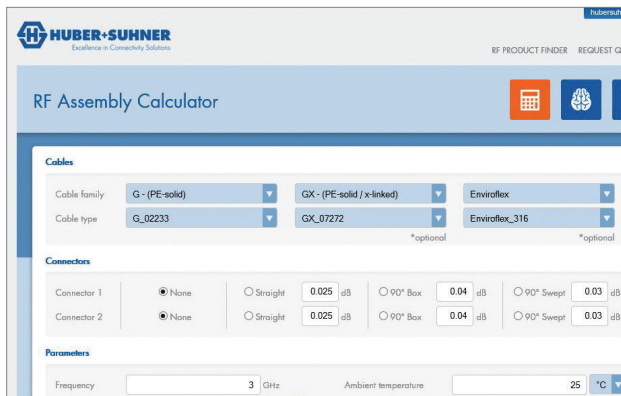 hubersuh
HUBER+SUHNER
Excellence in Connectivity Solutions
RF PRODUCT FINDER REQUEST Q
RF Assembly Calculator
Cables
Cable family G - (PE-solid) GX - (PE-solid / x-linked) Enviroflex
Cable type G_02233 GX_07272 Enviroflex_316
*optional *optional
Connectors
Connector 1 None Straight 0.025 dB 90° Box 0.04 dB 90° Swept 0.03 dB
Connector 2 None Straight 0.025 dB 90° Box 0.04 dB 90° Swept 0.03 dB
Parameters
Frequency 3 GHz Ambient temperature 25 °C